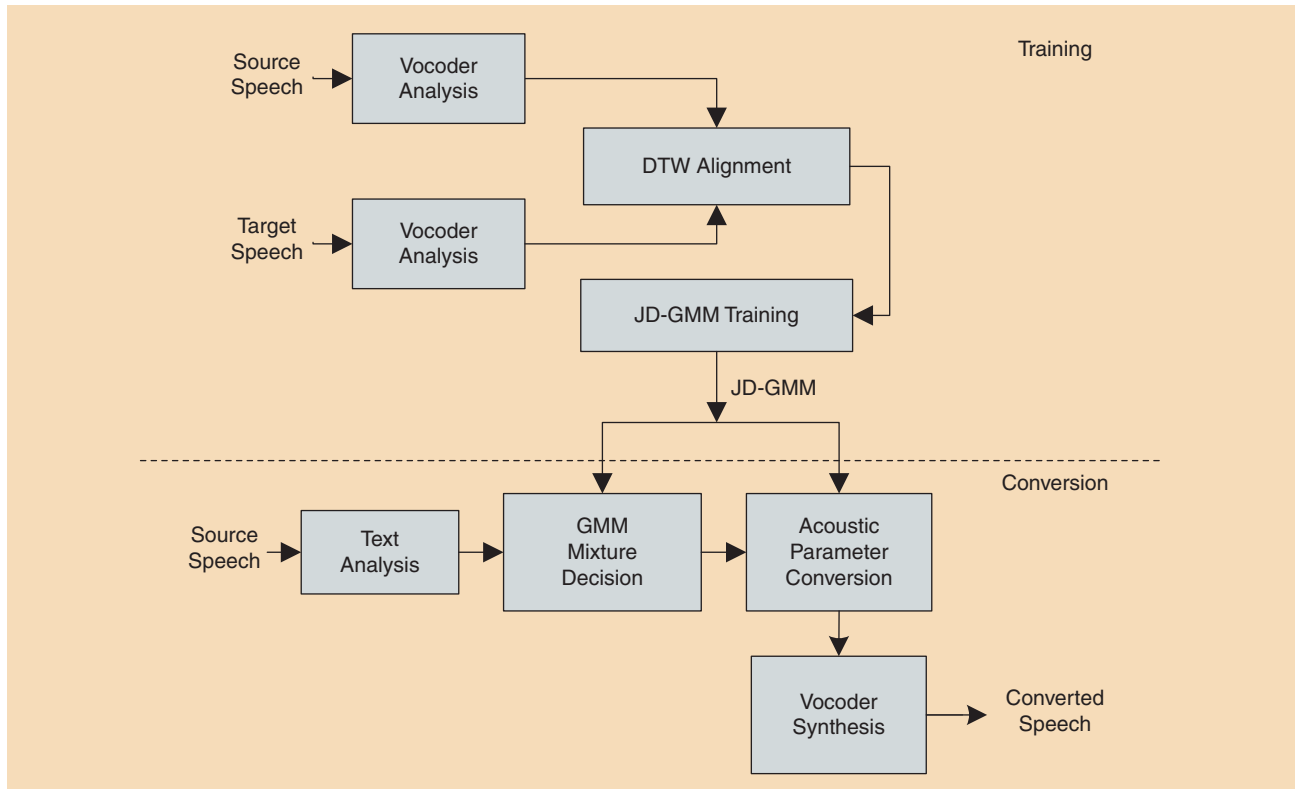 Training
Source
Speech
Vocoder
Analysis
DTW Alignment
Target
Speech
Vocoder
Analysis
JD-GMM Training
JD-GMM
Conversion
Source
Speech
Text
Analysis
GMM
Mixture
Decision
Acoustic
Parameter
Conversion
Vocoder
Synthesis
Converted
Speech